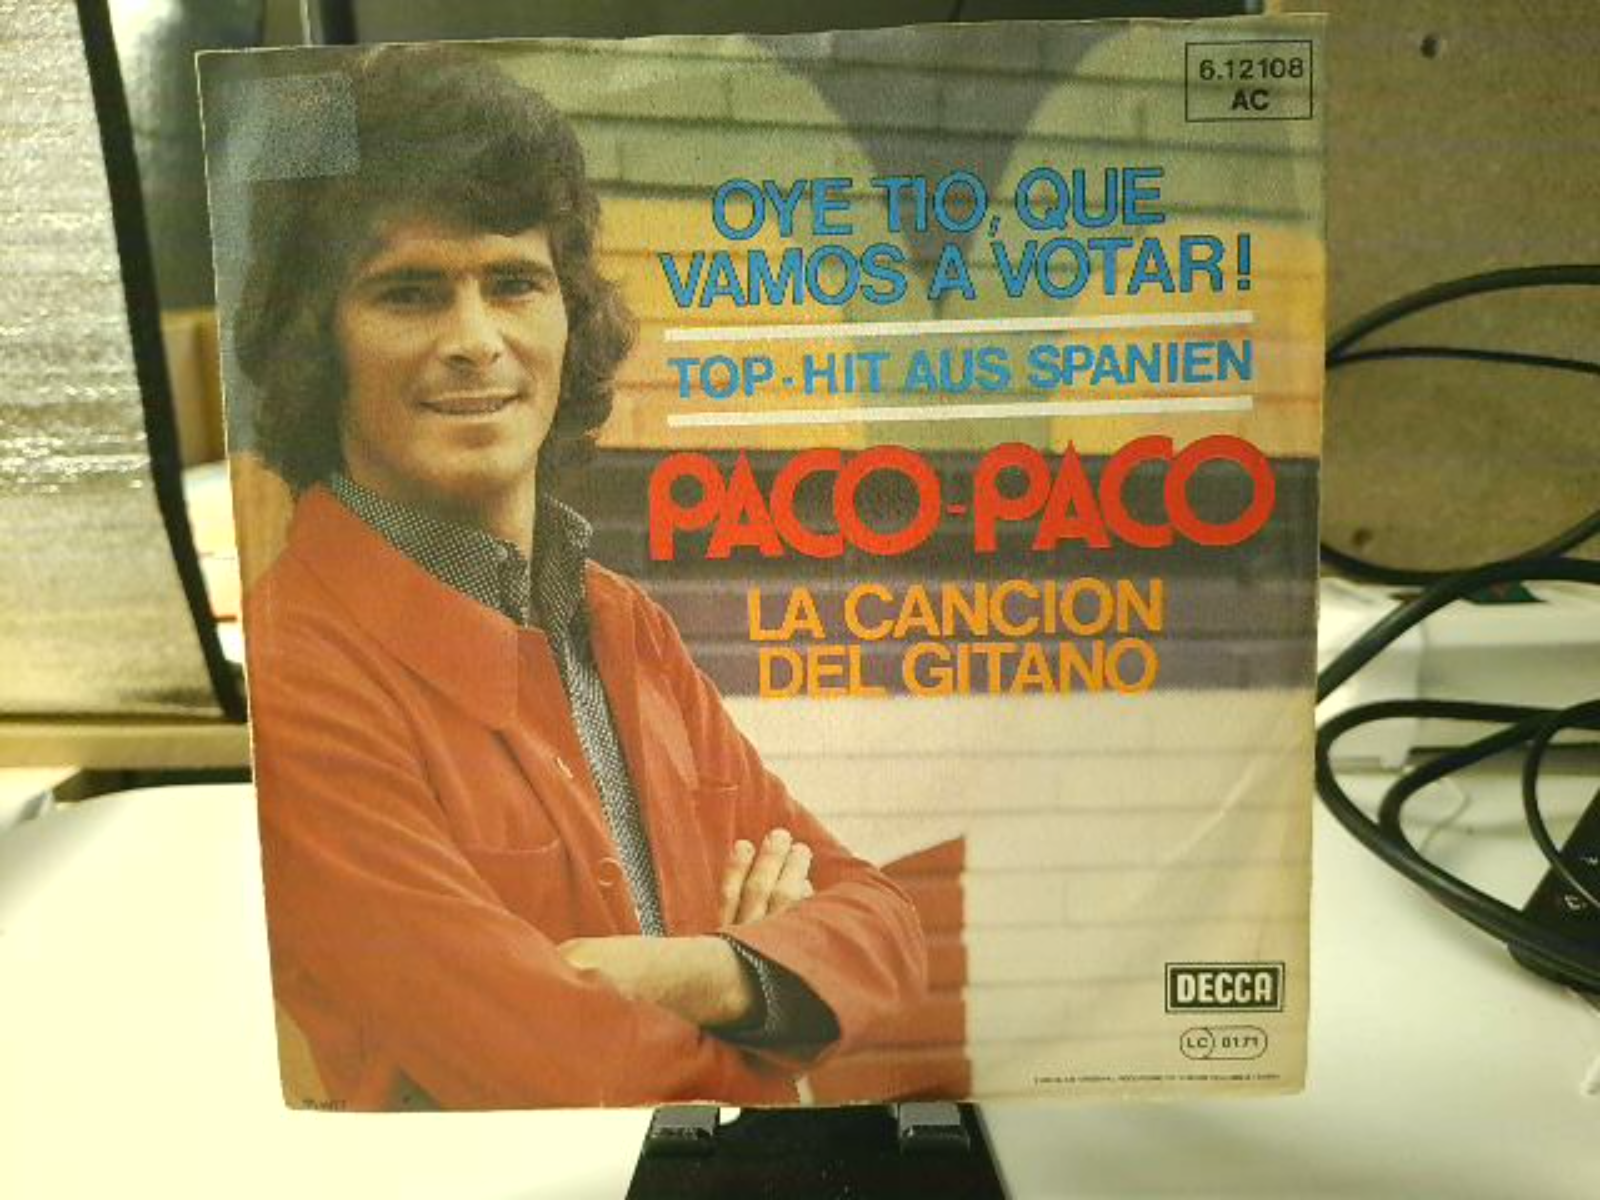 6.12108
AC
OYE TIO, QUE
VAMOS A VOTAR!
TOP-HIT AUS SPANIEN
PACO-PACO
LA CANCION
DEL GITANO
DECCA
LC 0171